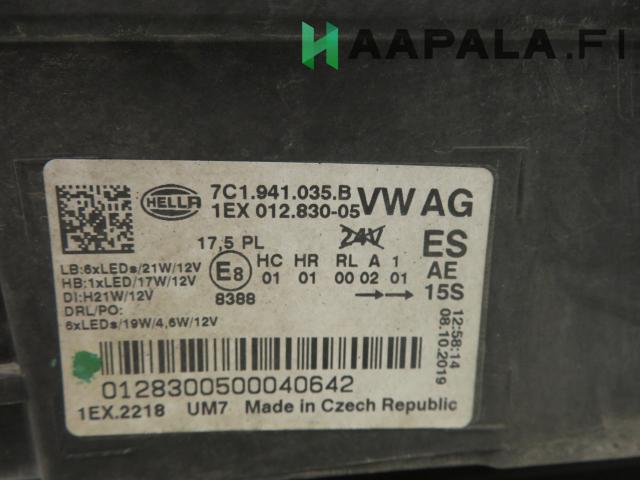 HAAPALA.FI
HELLA
7C1.941.035.B
1EX 012.830-05
VW AG
17,5 PL
24V
ES
LB:6xLEDs/21W/12V
HB:1xLED/17W/12V
DI:H21W/12V
DRL/PO:
6xLEDs/19W/4,6W/12V
E8
8388
HC HR RL A 1
01 01 00 02 01
AE
15S
12:58:14
08.10.2019
0128300500040642
1EX.2218 UM7 Made in Czech Republic